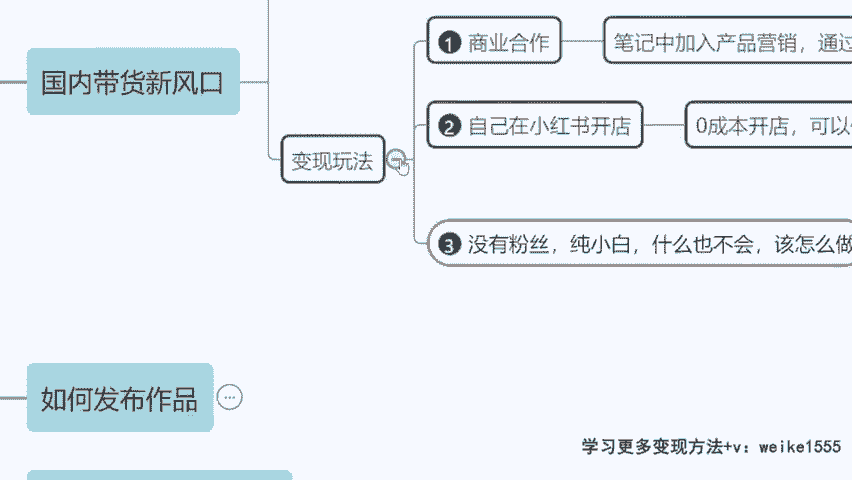 国内带货新风口
变现玩法
1 商业合作
笔记中加入产品营销，通过
2 自己在小红书开店
0成本开店，可以
3 没有粉丝，纯小白，什么也不会，该怎么做
如何发布作品
学习更多变现方法+v：weike1555